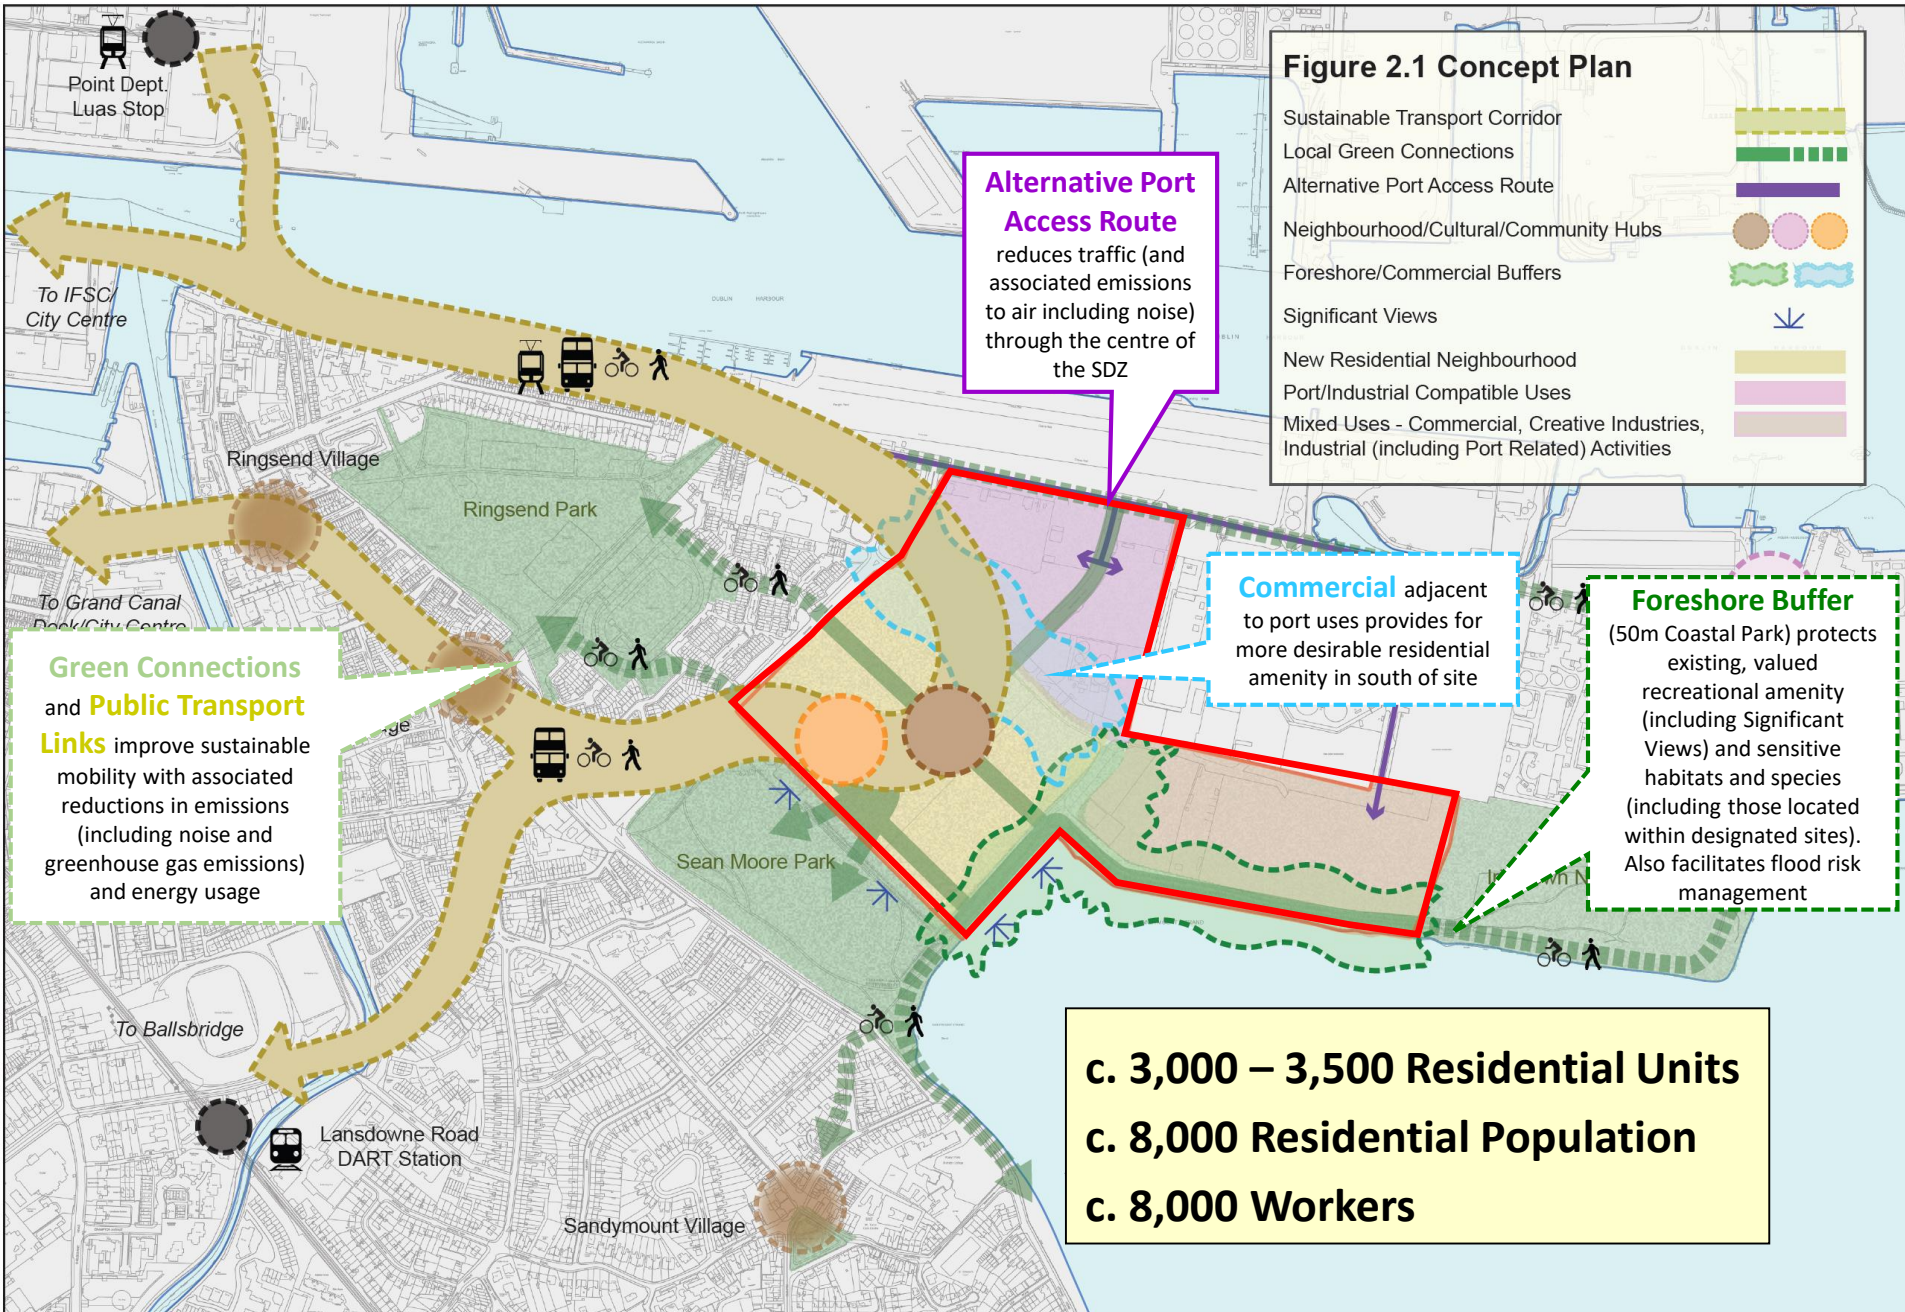 Point Dept.
Luas Stop
Figure 2.1 Concept Plan
Sustainable Transport Corridor
Local Green Connections
Alternative Port Access Route
Neighbourhood/Cultural/Community Hubs
Foreshore/Commercial Buffers
Significant Views
New Residential Neighbourhood
Port/Industrial Compatible Uses
Mixed Uses - Commercial, Creative Industries,
Industrial (including Port Related) Activities
Alternative Port
Access Route
reduces traffic (and
associated emissions
to air including noise)
through the centre of
the SDZ
To IFSC/
City Centre
DUBLIN HARBOUR
Ringsend Village
Ringsend Park
To Grand Canal
Dock/City Centre
Commercial adjacent
to port uses provides for
more desirable residential
amenity in south of site
Foreshore Buffer
(50m Coastal Park) protects
existing, valued
recreational amenity
(including Significant
Views) and sensitive
habitats and species
(including those located
within designated sites).
Also facilitates flood risk
management
Green Connections
and Public Transport
Links improve sustainable
mobility with associated
reductions in emissions
(including noise and
greenhouse gas emissions)
and energy usage
Sean Moore Park
To Ballsbridge
Lansdowne Road
DART Station
Sandymount Village
c. 3,000 – 3,500 Residential Units
c. 8,000 Residential Population
c. 8,000 Workers